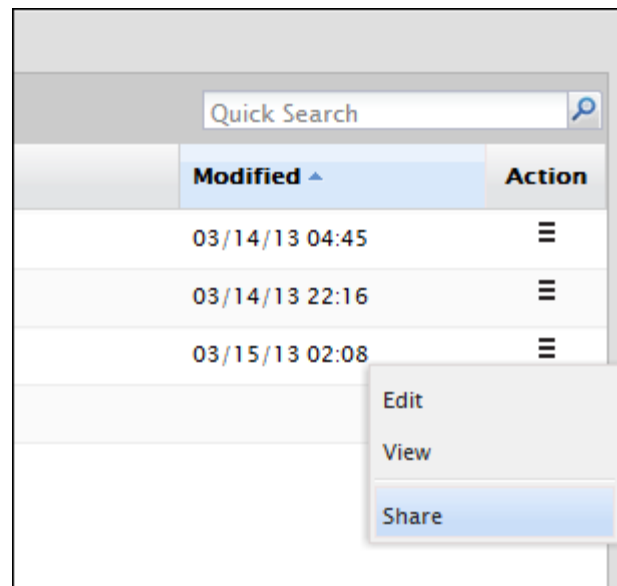 Quick Search
Modified Action
03/14/13 04:45
03/14/13 22:16
03/15/13 02:08
Edit
View
Share